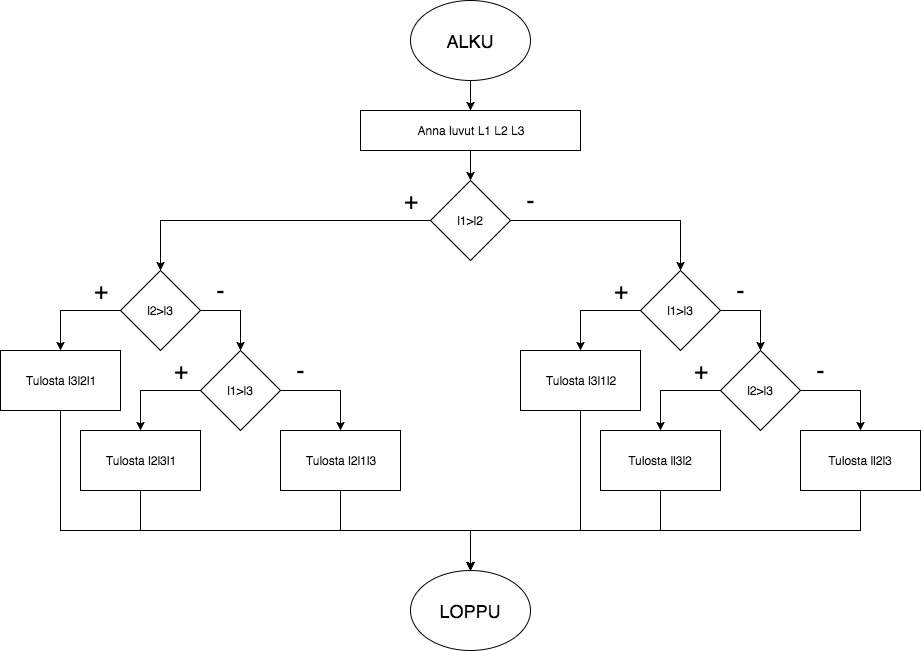 ALKU
Anna luvut L1 L2 L3
+
-
l1>l2
+
-
+
-
l2>l3
l1>l3
+
-
+
-
Tulosta l3l2l1
l1>l3
Tulosta l3l1l2
l2>l3
Tulosta l2l3l1
Tulosta l2l1l3
Tulosta ll3l2
Tulosta ll2l3
LOPPU